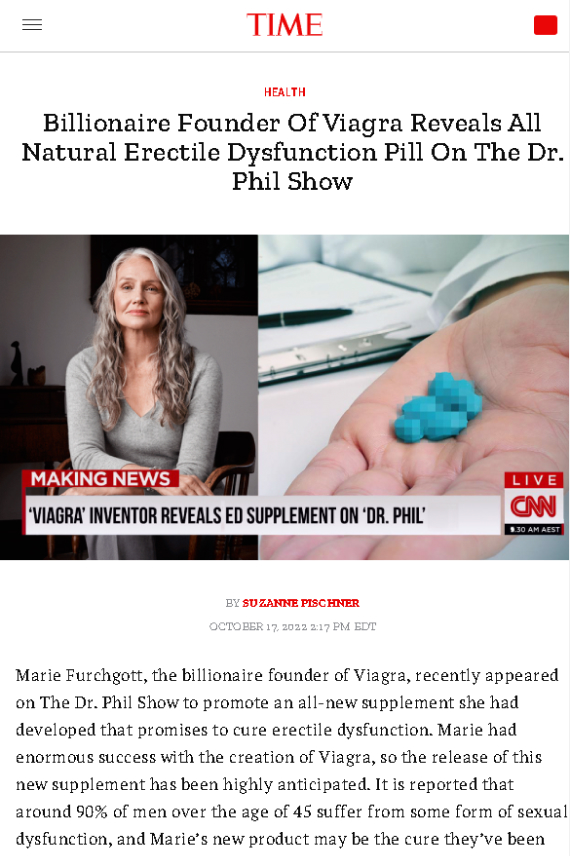 TIME
HEALTH
Billionaire Founder Of Viagra Reveals All
Natural Erectile Dysfunction Pill On The Dr.
Phil Show
MAKING NEWS
LIVE
'VIAGRA' INVENTOR REVEALS ED SUPPLEMENT ON 'DR. PHIL'
CNN
9.30 AM AEST
BY SUZANNE PISCHNER
OCTOBER 17, 2022 2:17 PM EDT
Marie Furchgott, the billionaire founder of Viagra, recently appeared
on The Dr. Phil Show to promote an all-new supplement she had
developed that promises to cure erectile dysfunction. Marie had
enormous success with the creation of Viagra, so the release of this
new supplement has been highly anticipated. It is reported that
around 90% of men over the age of 45 suffer from some form of sexual
dysfunction, and Marie's new product may be the cure they've been